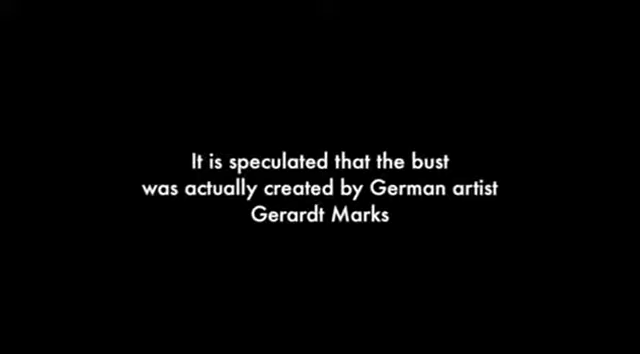 It is speculated that the bust
was actually created by German artist
Gerardt Marks